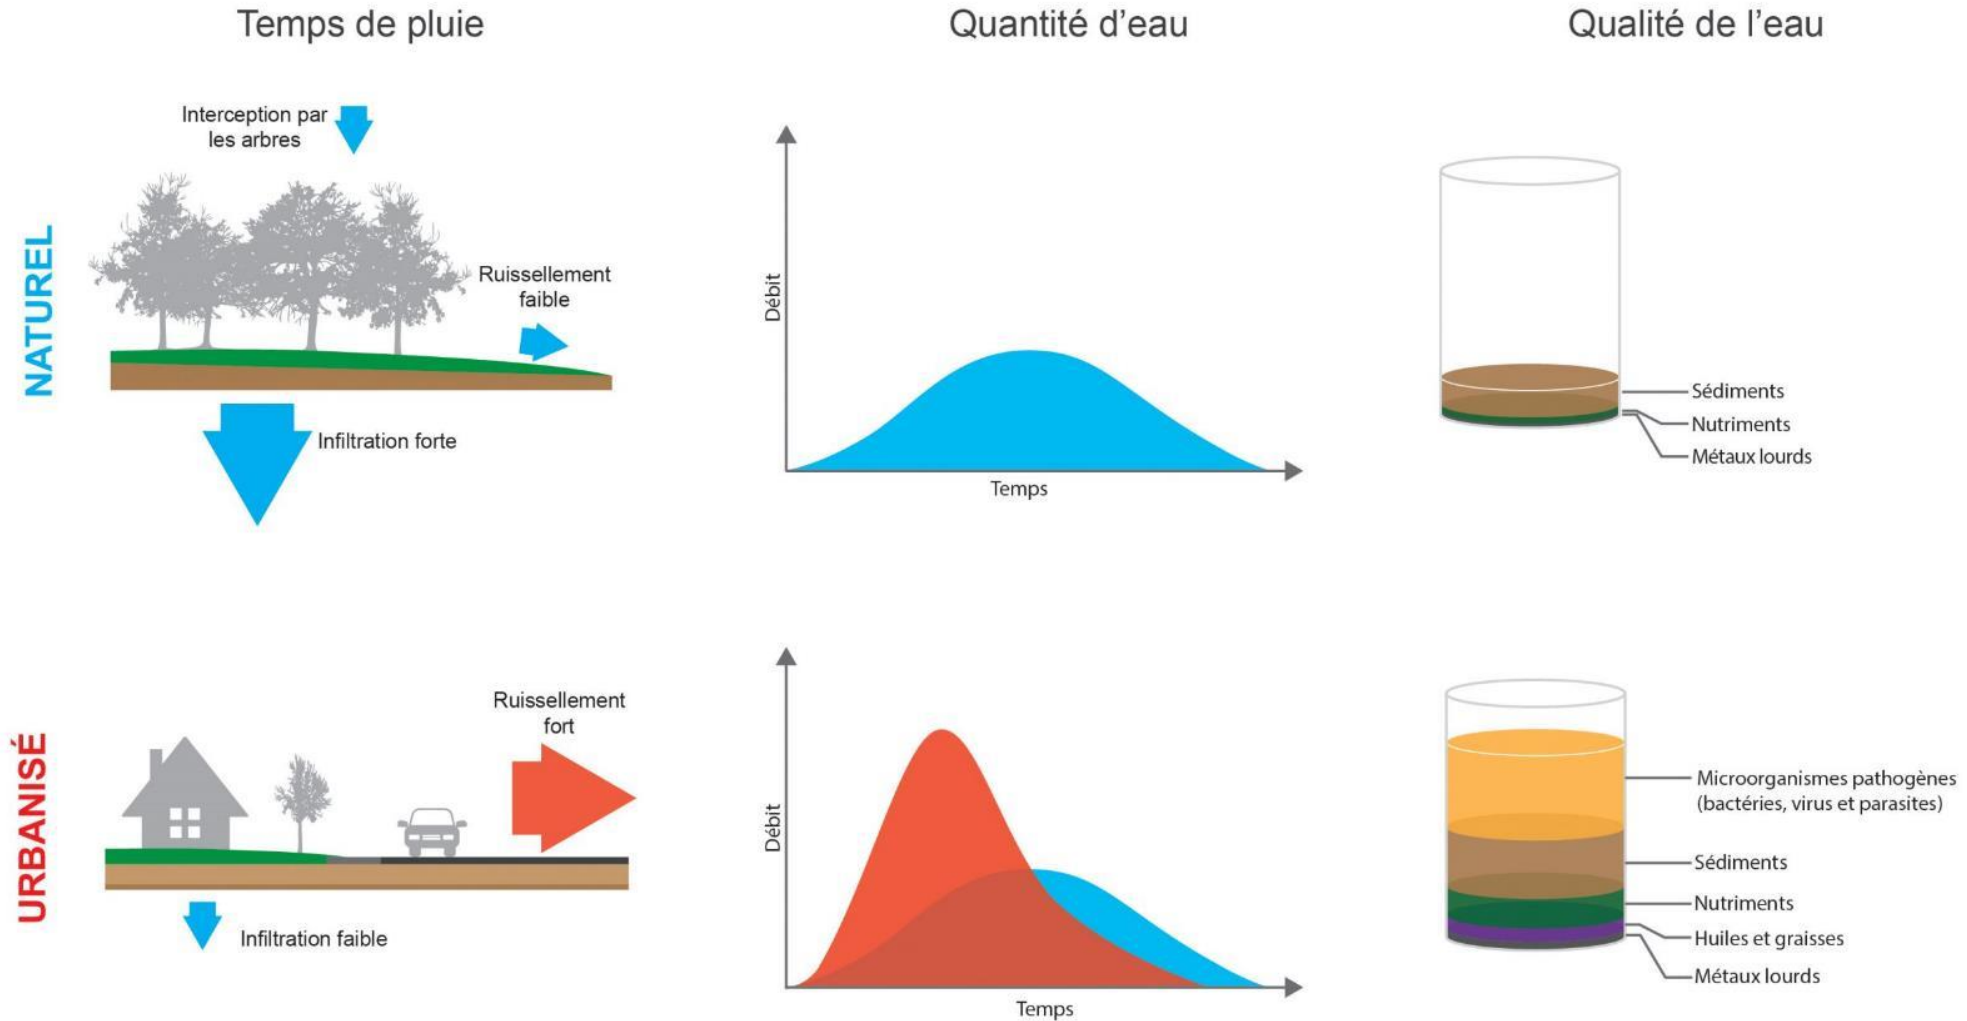 Temps de pluie
Quantité d'eau
Qualité de l'eau
NATUREL
Interception par
les arbres
Ruissellement
faible
Infiltration forte
Débit
Temps
Sédiments
Nutriments
Métaux lourds
URBANISÉ
Ruissellement
fort
Infiltration faible
Débit
Temps
Microorganismes pathogènes
(bactéries, virus et parasites)
Sédiments
Nutriments
Huiles et graisses
Métaux lourds